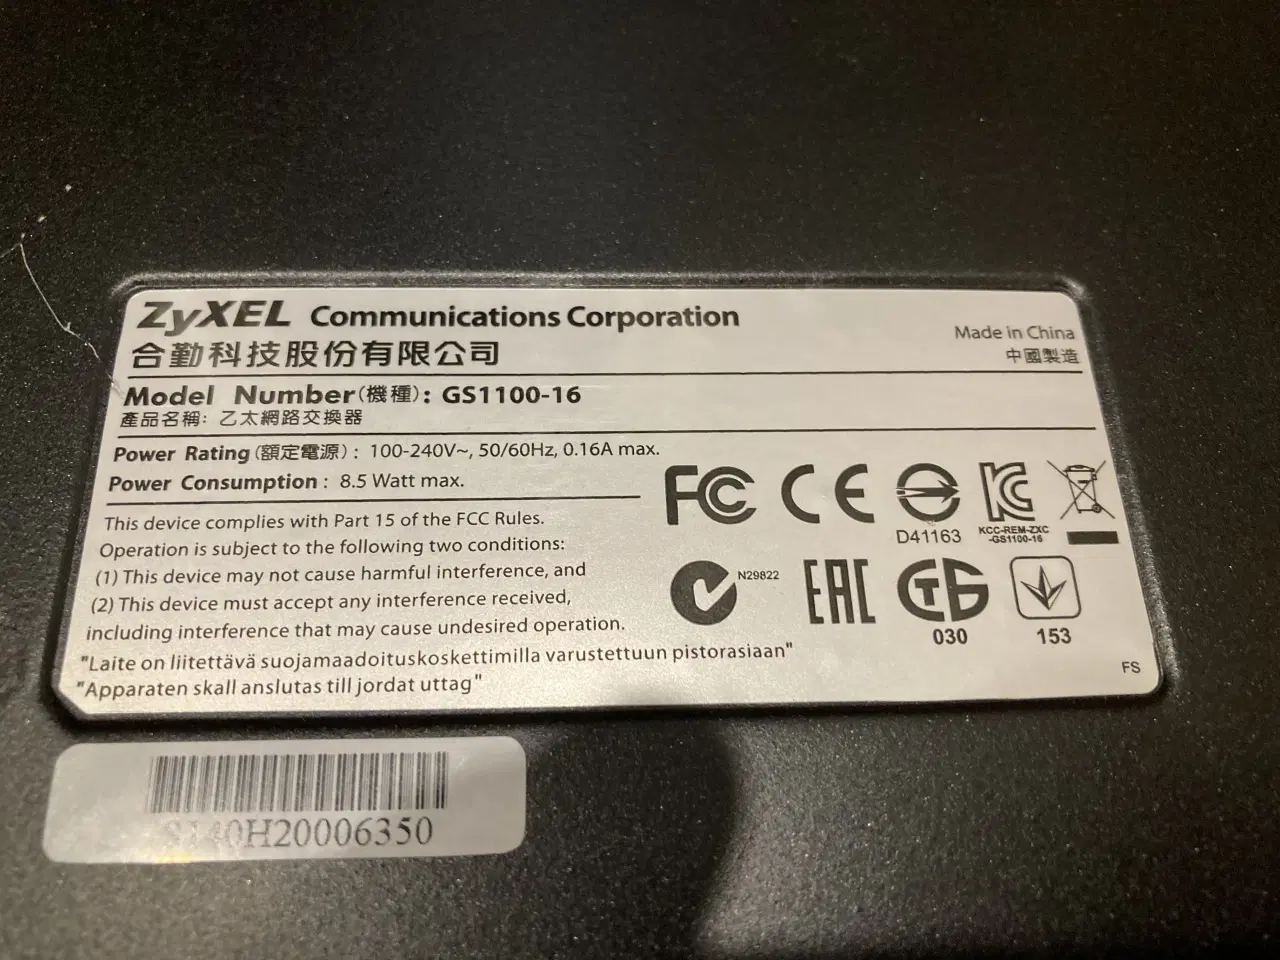 ZyXEL Communications Corporation
合勤科技股份有限公司
Made in China
中國製造
Model Number(機種): GS1100-16
產品名稱: 乙太網路交換器
Power Rating (額定電源) : 100-240V~, 50/60Hz, 0.16A max.
Power Consumption : 8.5 Watt max.
This device complies with Part 15 of the FCC Rules.
Operation is subject to the following two conditions:
(1) This device may not cause harmful interference, and
(2) This device must accept any interference received,
including interference that may cause undesired operation.
"Laite on liitettävä suojamaadoituskoskettimilla varustettuun pistorasiaan"
"Apparaten skall anslutas till jordat uttag"
FC CE
D41163
KC
KCC-REM-ZXC
-GS1100-16
N29822
EAC
030
153
FS
S140H20006350